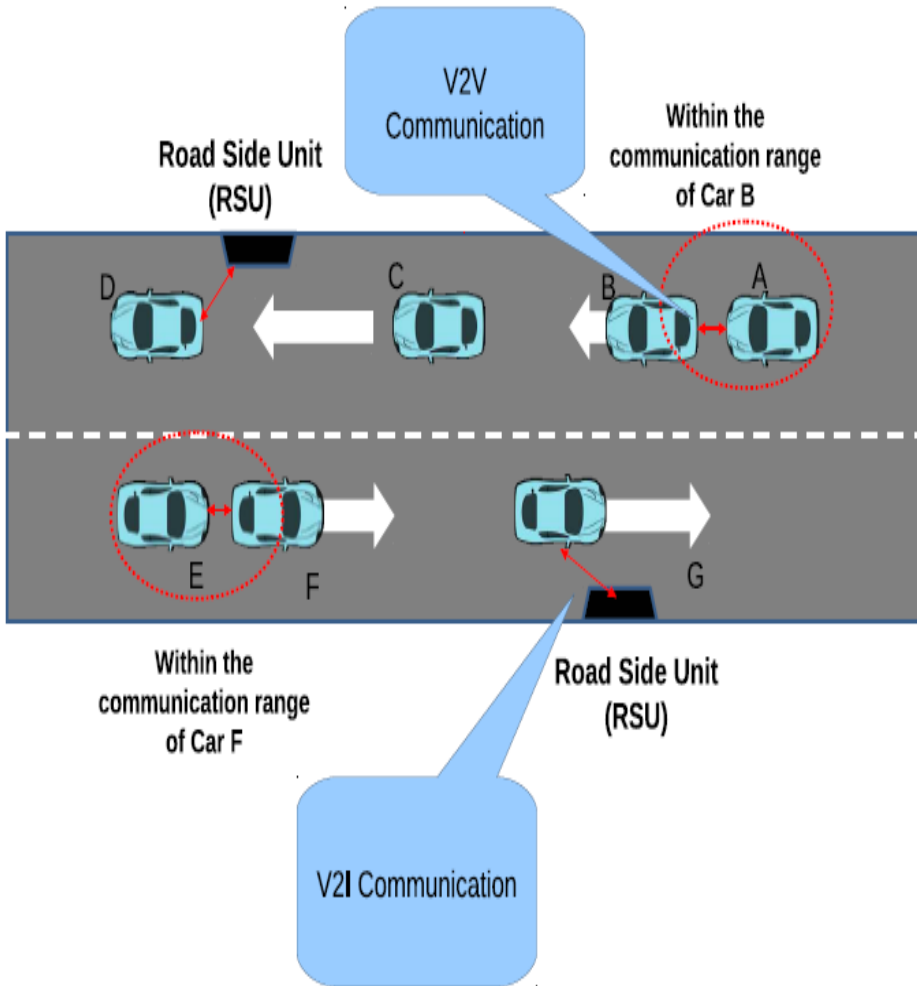 V2V
Communication
Within the
communication range
of Car B
Road Side Unit
(RSU)
D
C
B
A
E
F
G
Within the
communication range
of Car F
Road Side Unit
(RSU)
V2I Communication